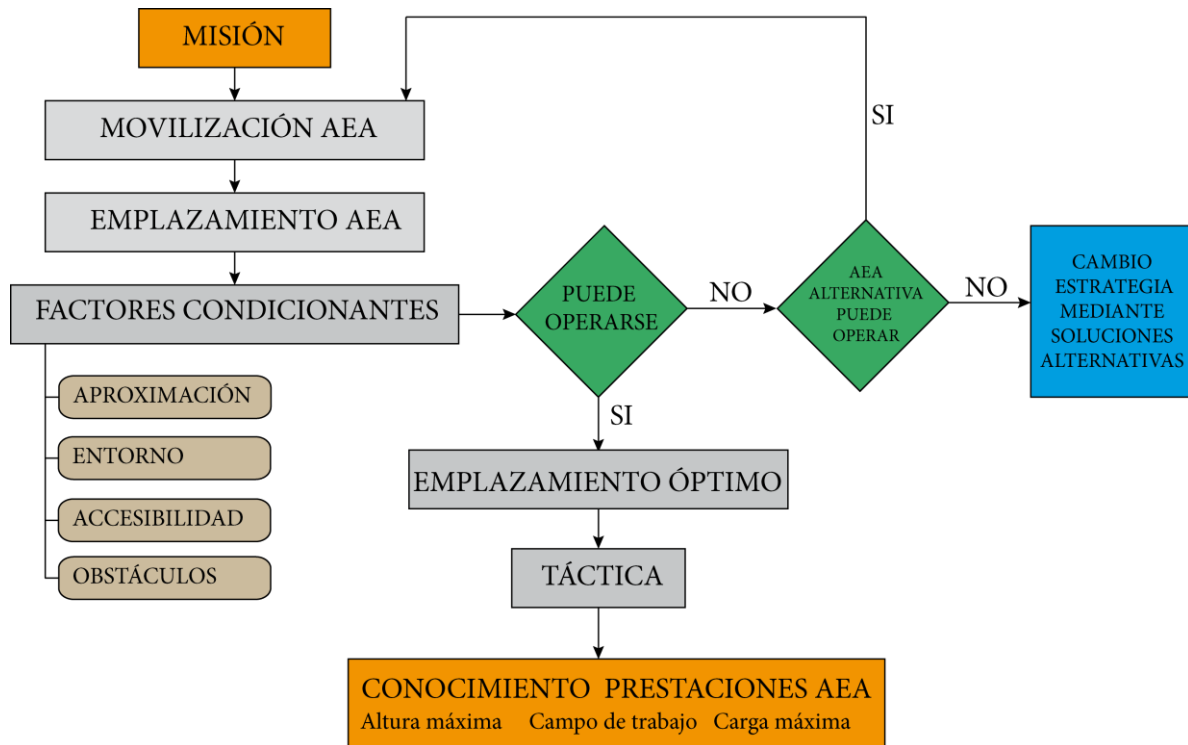 MISIÓN
MOVILIZACIÓN AEA
SI
EMPLAZAMIENTO AEA
FACTORES CONDICIONANTES
PUEDE
OPERARSE
NO
AEA
ALTERNATIVA
PUEDE
OPERAR
NO
CAMBIO
ESTRATEGIA
MEDIANTE
SOLUCIONES
ALTERNATIVAS
APROXIMACIÓN
ENTORNO
ACCESIBILIDAD
OBSTÁCULOS
SI
EMPLAZAMIENTO ÓPTIMO
TÁCTICA
CONOCIMIENTO PRESTACIONES AEA
Altura máxima Campo de trabajo Carga máxima